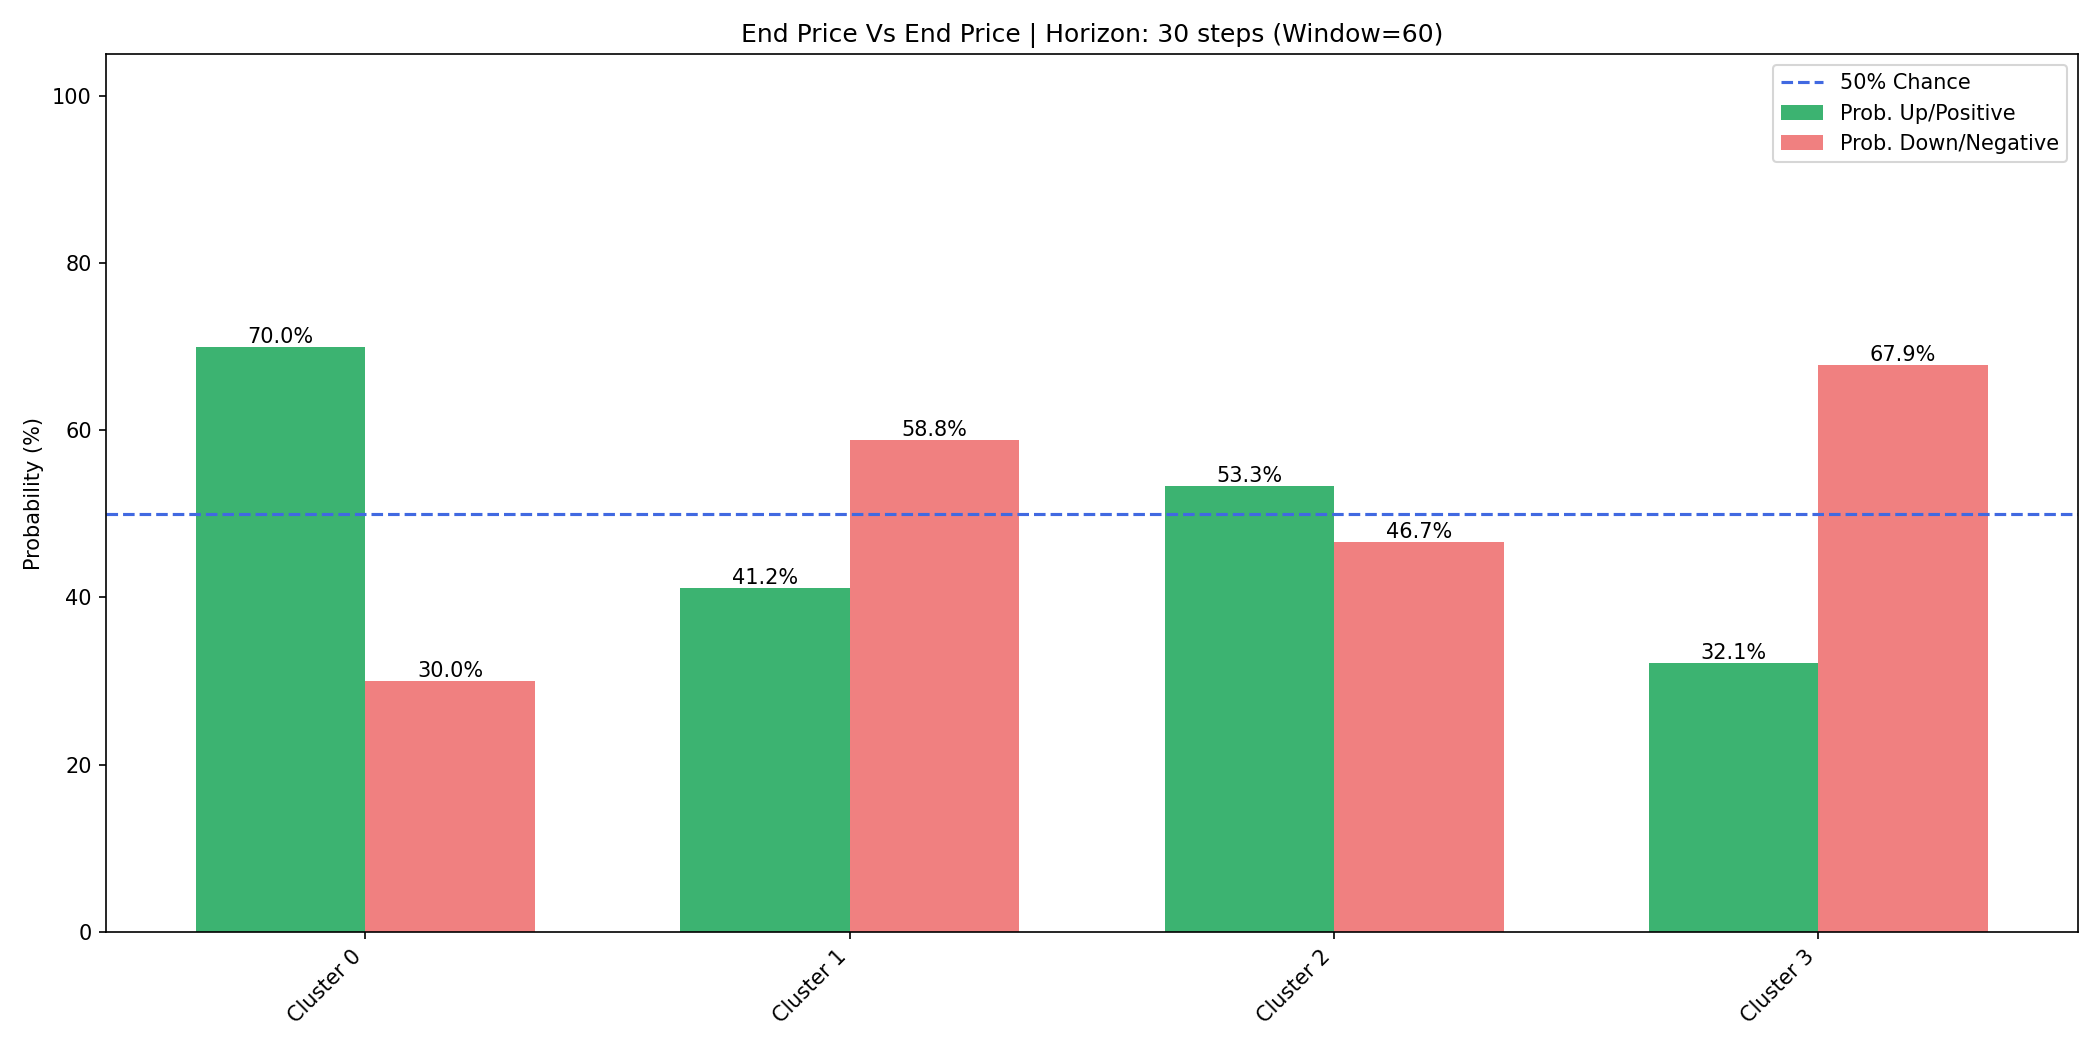 End Price Vs End Price | Horizon: 30 steps (Window=60)
50% Chance
Prob. Up/Positive
Prob. Down/Negative
Probability (%)
100
80
60
40
20
0
70.0%
30.0%
41.2%
58.8%
53.3%
46.7%
32.1%
67.9%
Cluster 0
Cluster 1
Cluster 2
Cluster 3